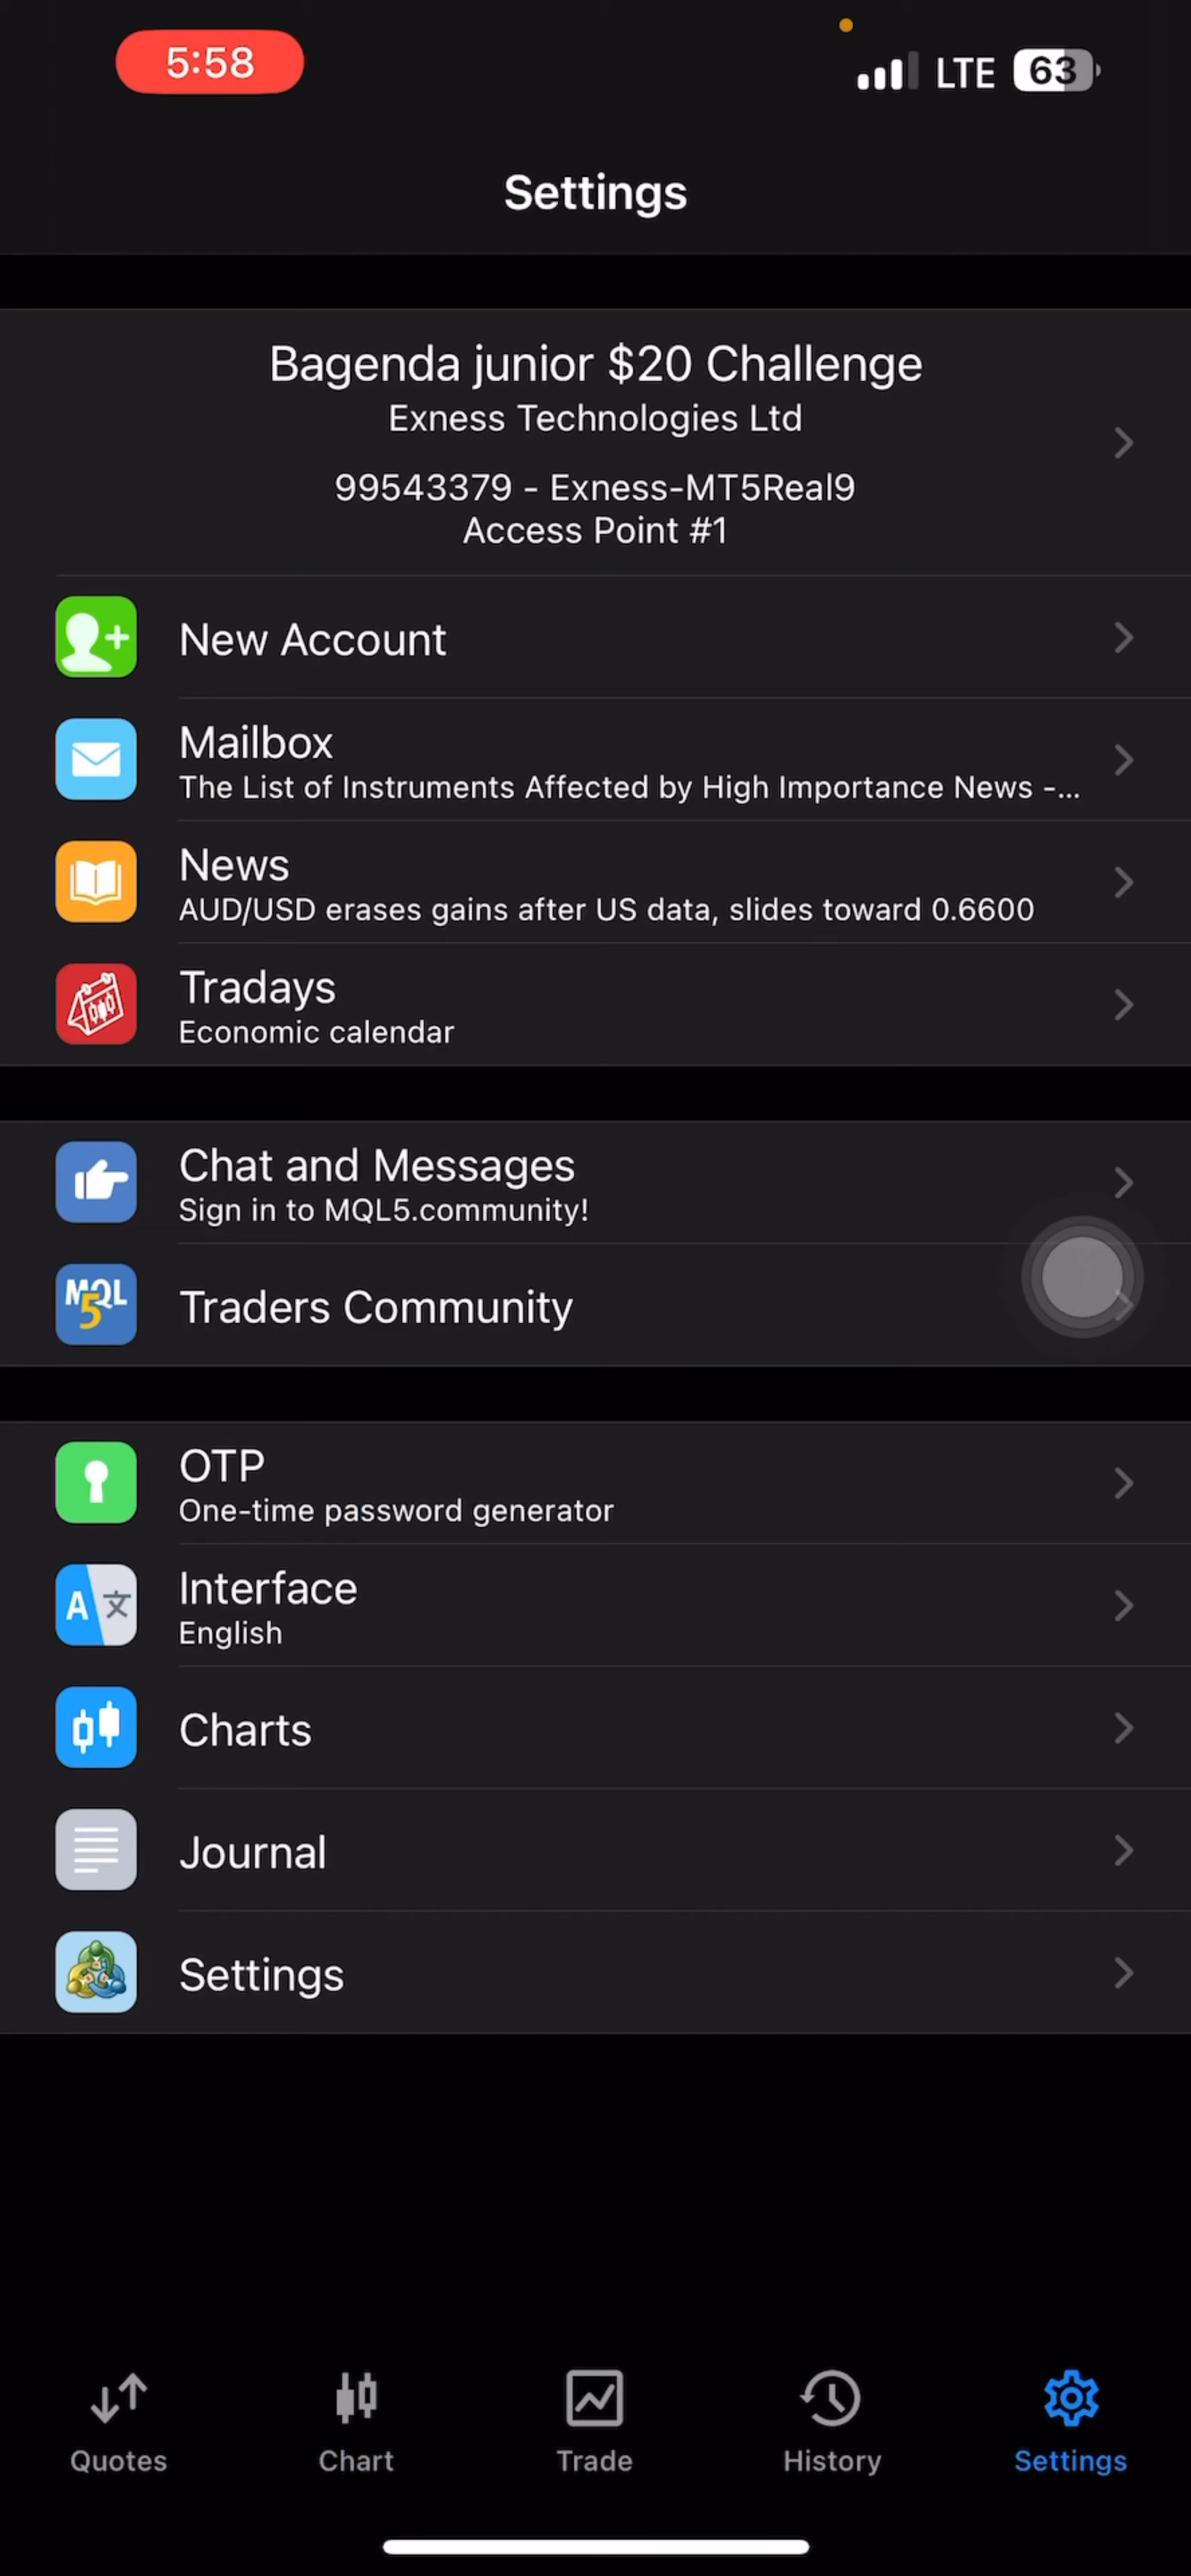 5:58
LTE 63
Settings
Bagenda junior $20 Challenge
Exness Technologies Ltd
99543379 - Exness-MT5Real9
Access Point #1
New Account
Mailbox
The List of Instruments Affected by High Importance News -...
News
AUD/USD erases gains after US data, slides toward 0.6600
Tradays
Economic calendar
Chat and Messages
Sign in to MQL5.community!
MQL
5
Traders Community
OTP
One-time password generator
A 文
Interface
English
Charts
Journal
Settings
Quotes Chart Trade History Settings